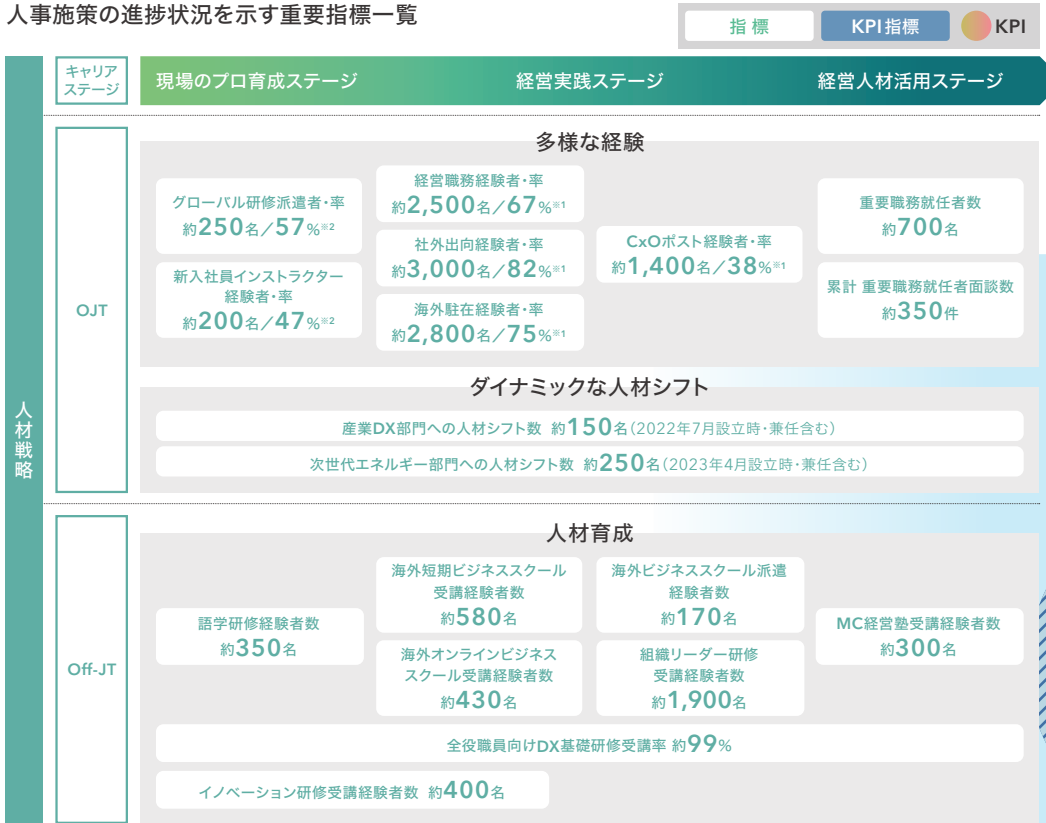 人事施策の進捗状況を示す重要指標一覧
指標
KPI指標
KPI
人材戦略
キャリア
ステージ
現場のプロ育成ステージ
経営実践ステージ
経営人材活用ステージ
OJT
多様な経験
グローバル研修派遣者・率
約250名／57%※2
新入社員インストラクター
経験者・率
約200名／47%※2
経営職務経験者・率
約2,500名／67%※1
社外出向経験者・率
約3,000名／82%※1
海外駐在経験者・率
約2,800名／75%※1
CxOポスト経験者・率
約1,400名／38%※1
重要職務就任者数
約700名
累計 重要職務就任者面談数
約350件
ダイナミックな人材シフト
産業DX部門への人材シフト数 約150名(2022年7月設立時・兼任含む)
次世代エネルギー部門への人材シフト数 約250名(2023年4月設立時・兼任含む)
Off-JT
人材育成
語学研修経験者数
約350名
海外短期ビジネススクール
受講経験者数
約580名
海外オンラインビジネス
スクール受講経験者数
約430名
海外ビジネススクール派遣
経験者数
約170名
組織リーダー研修
受講経験者数
約1,900名
MC経営塾受講経験者数
約300名
全役職員向けDX基礎研修受講率 約99%
イノベーション研修受講経験者数 約400名